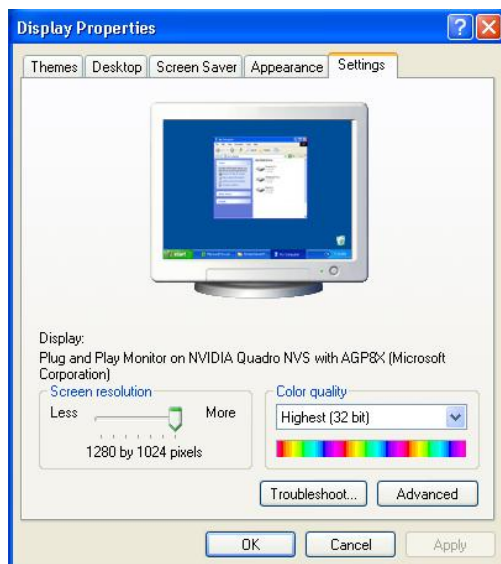 Display Properties
Themes Desktop Screen Saver Appearance Settings
start
Display:
Plug and Play Monitor on NVIDIA Quadro NVS with AGP8X (Microsoft
Corporation)
Screen resolution
Less More
1280 by 1024 pixels
Color quality
Highest (32 bit)
Troubleshoot... Advanced
OK Cancel Apply